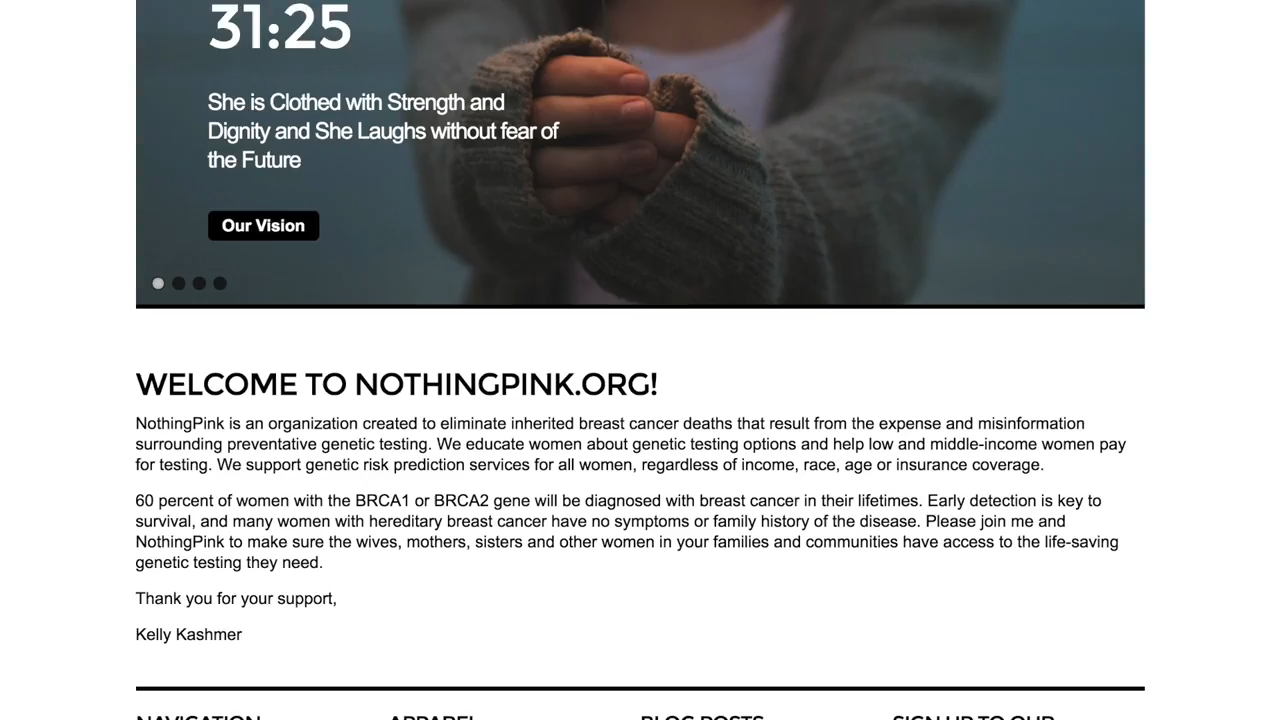 31:25
She is Clothed with Strength and
Dignity and She Laughs without fear of
the Future
Our Vision
WELCOME TO NOTHINGPINK.ORG!
NothingPink is an organization created to eliminate inherited breast cancer deaths that result from the expense and misinformation
surrounding preventative genetic testing. We educate women about genetic testing options and help low and middle-income women pay
for testing. We support genetic risk prediction services for all women, regardless of income, race, age or insurance coverage.
60 percent of women with the BRCA1 or BRCA2 gene will be diagnosed with breast cancer in their lifetimes. Early detection is key to
survival, and many women with hereditary breast cancer have no symptoms or family history of the disease. Please join me and
NothingPink to make sure the wives, mothers, sisters and other women in your families and communities have access to the life-saving
genetic testing they need.
Thank you for your support,
Kelly Kashmer
NAVIGATION APPAREL BLOG POSTS SIGN UP TO OUR